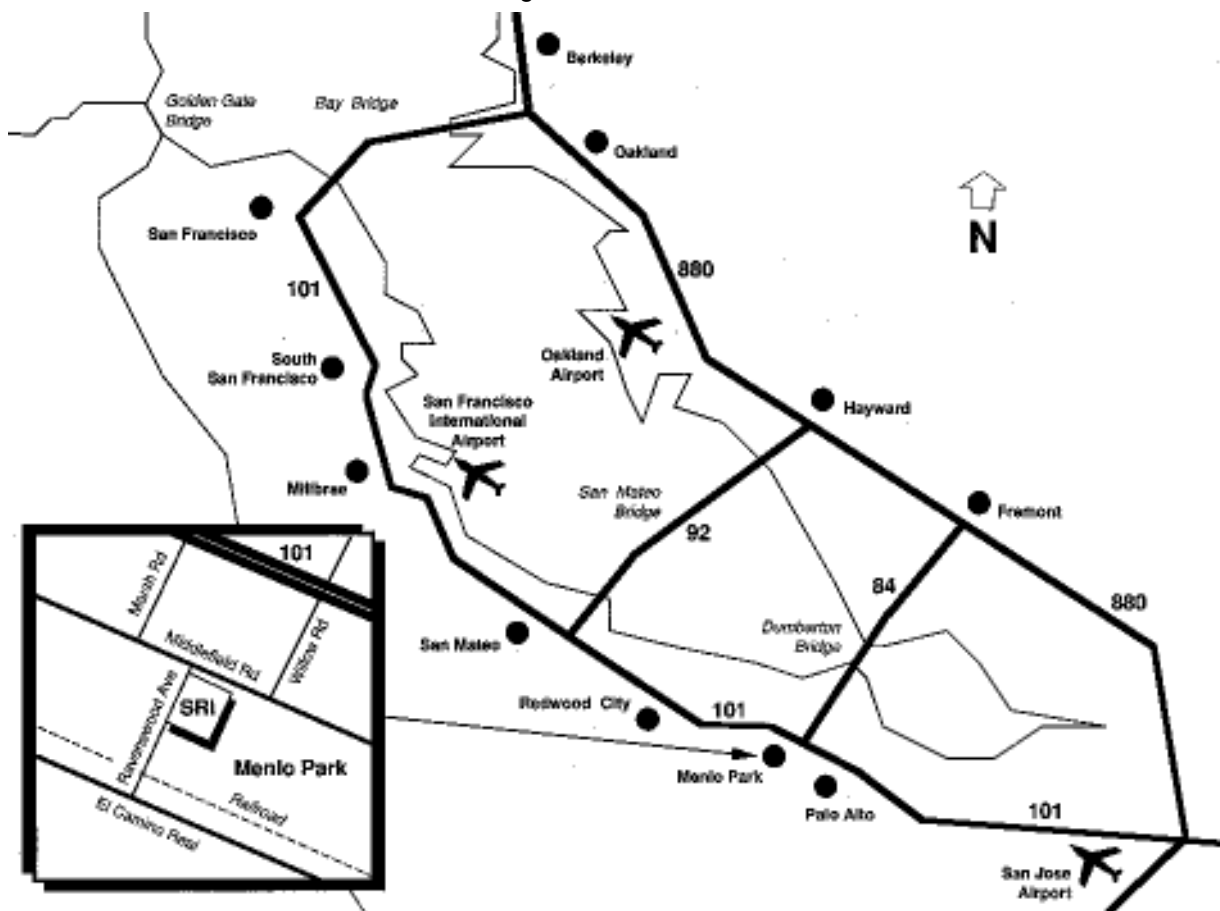 Berkeley
Golden Gate
Bridge
Bay Bridge
Oakland
San Francisco
N
880
101
South
San Francisco
Oakland
Airport
San Francisco
International
Airport
Hayward
Millbrae
San Mateo
Bridge
92
Fremont
84
880
San Mateo
Dumbarton
Bridge
Redwood City
101
Menlo Park
Palo Alto
101
San Jose
Airport
101
Marsh Rd
Middlefield Rd
Willow Rd
Ravenswood Ave
SRI
Menlo Park
Railroad
El Camino Real